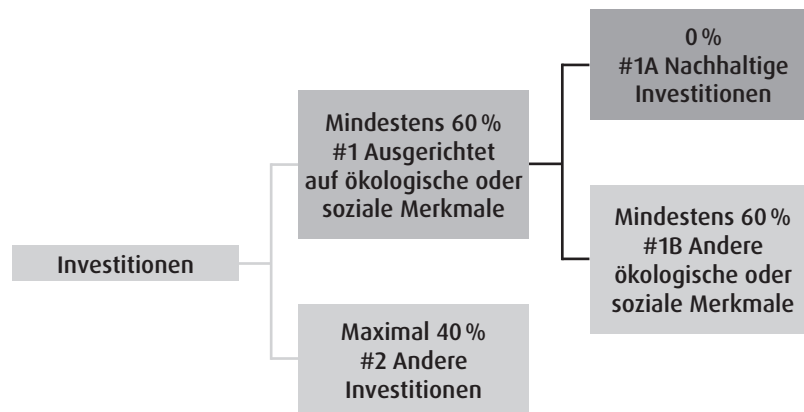 Investitionen
Mindestens 60 %
#1 Ausgerichtet
auf ökologische oder
soziale Merkmale
Maximal 40 %
#2 Andere
Investitionen
0 %
#1A Nachhaltige
Investitionen
Mindestens 60 %
#1B Andere
ökologische oder
soziale Merkmale